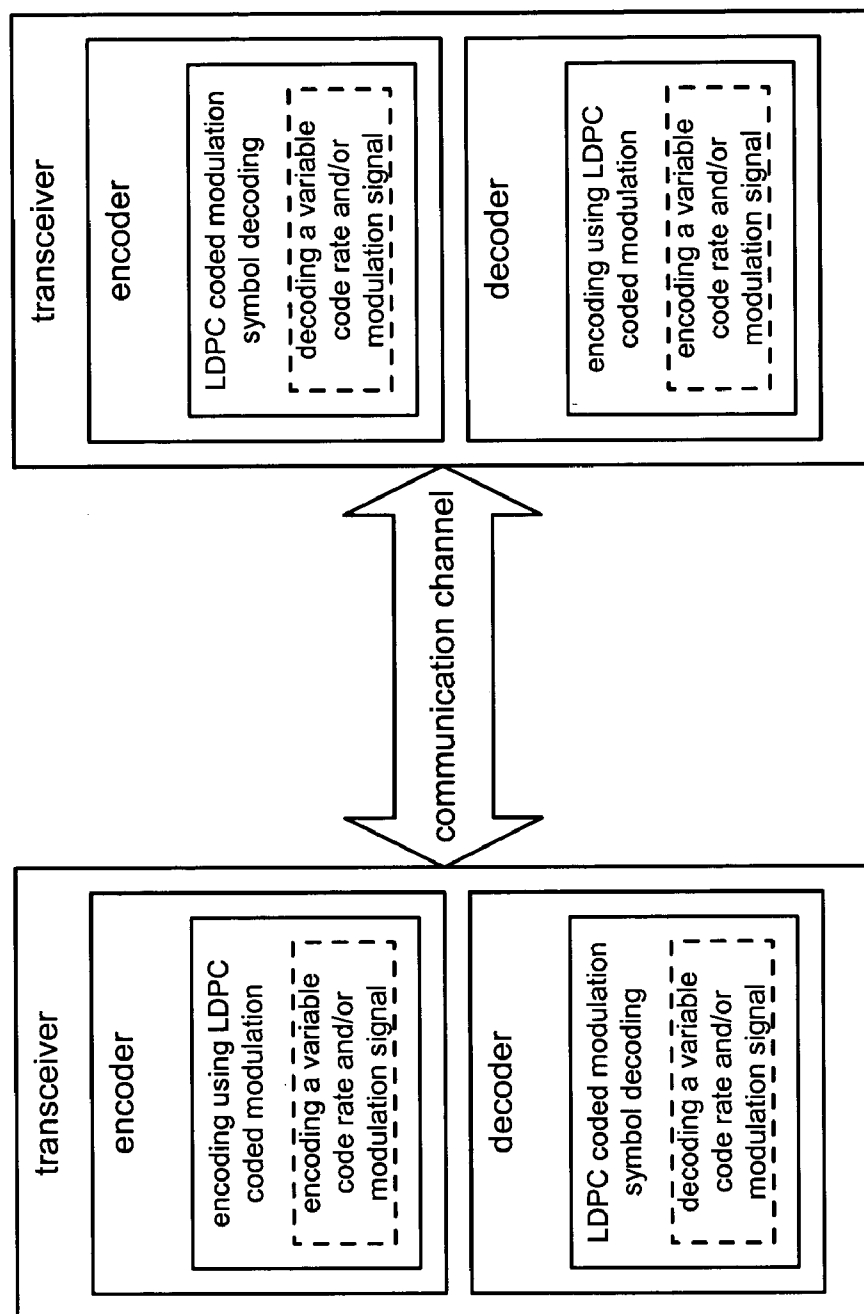 transceiver
encoder
encoding using LDPC
coded modulation
encoding a variable
code rate and/or
modulation signal
decoder
LDPC coded modulation
symbol decoding
decoding a variable
code rate and/or
modulation signal
communication channel
transceiver
encoder
LDPC coded modulation
symbol decoding
decoding a variable
code rate and/or
modulation signal
decoder
encoding using LDPC
coded modulation
encoding a variable
code rate and/or
modulation signal